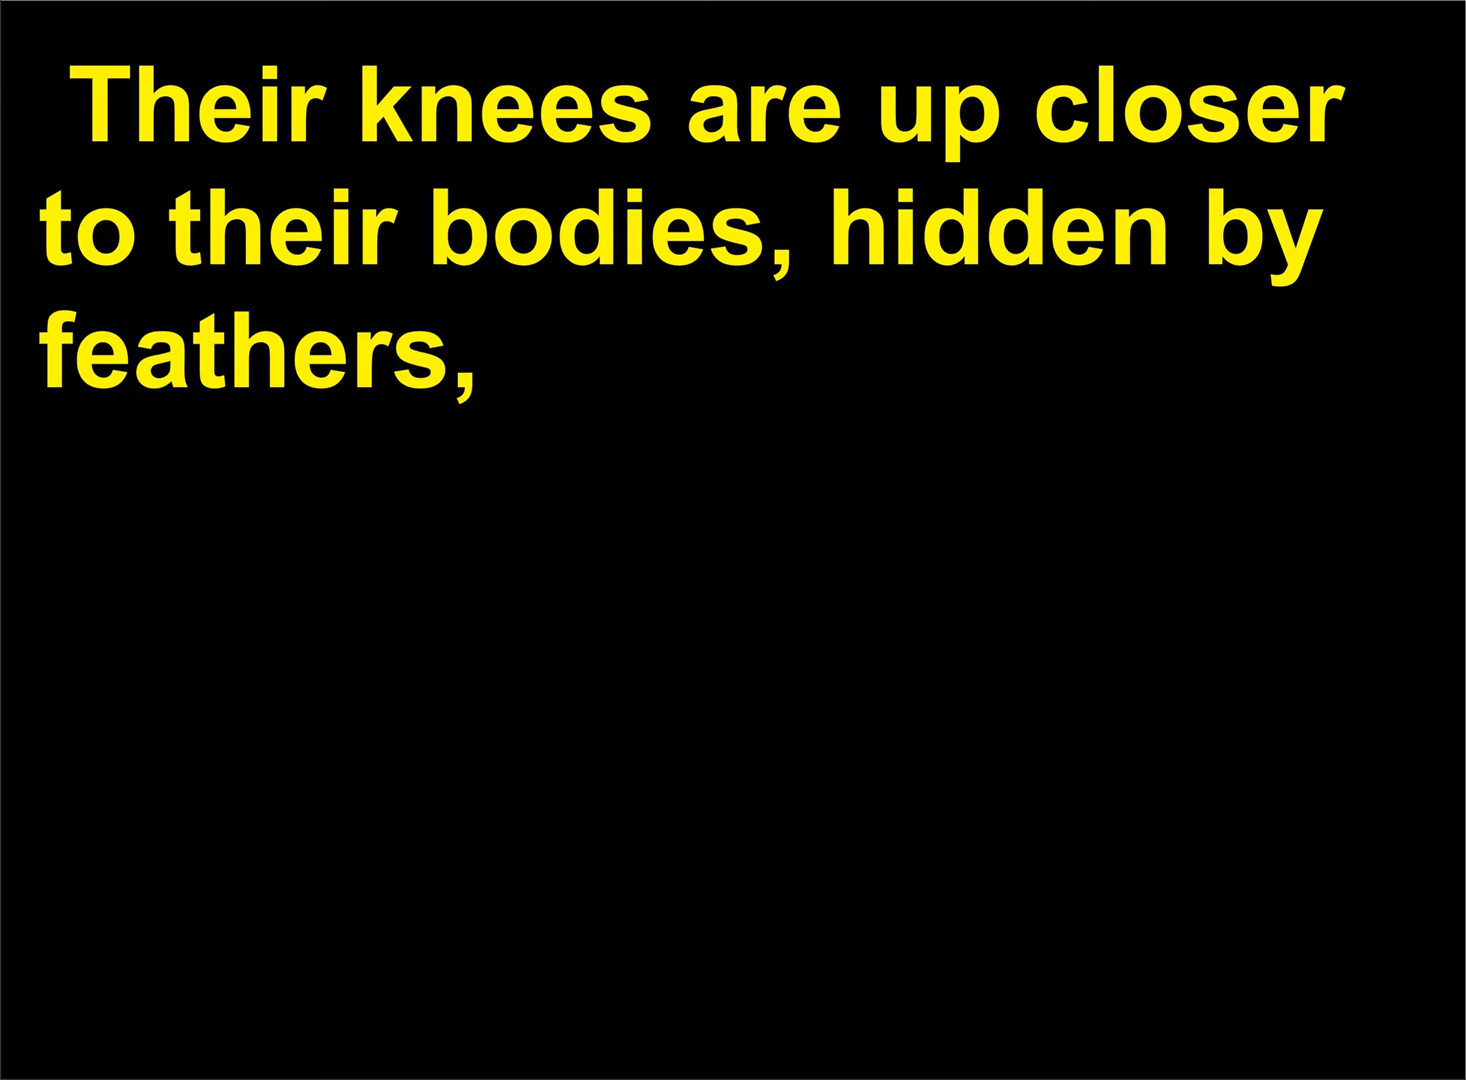 Their knees are up closer
to their bodies, hidden by
feathers,